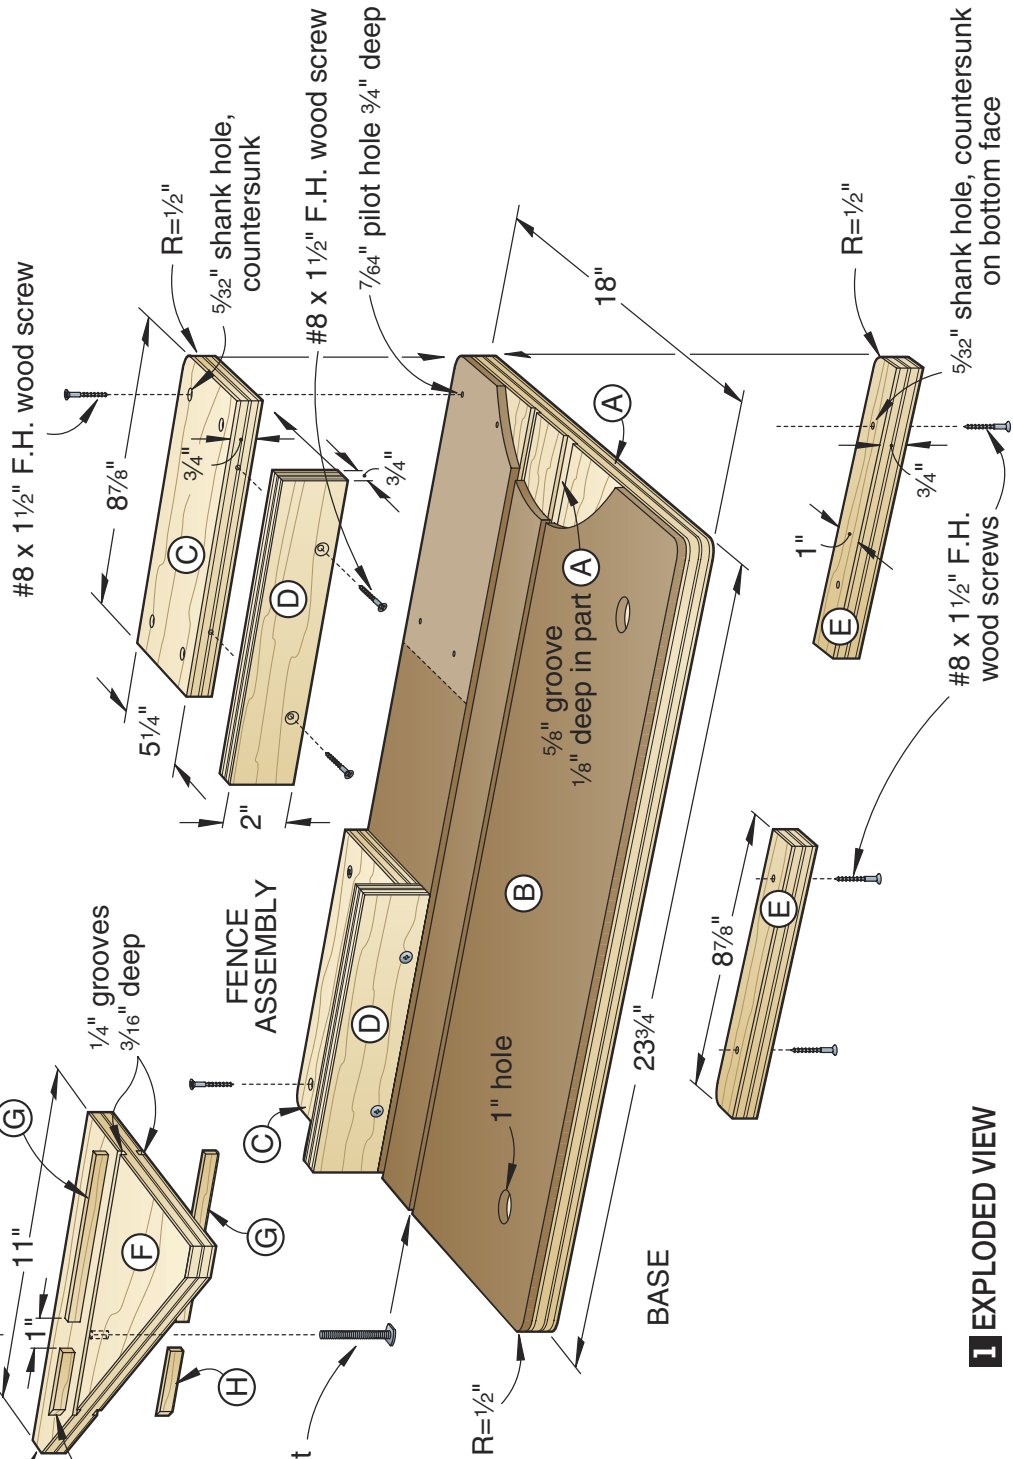 #8 x 1½" F.H. wood screw
8⅞"
C
R=½"
5/32" shank hole,
countersunk
¾"
#8 x 1½" F.H. wood screw
7/64" pilot hole ¾" deep
5¼"
D
2"
¾"
18"
A
A
⅝" groove
⅛" deep in part
B
FENCE
ASSEMBLY
D
C
¼" grooves
3/16" deep
G
11"
1"
F
G
H
t
1" hole
23¾"
BASE
R=½"
R=½"
5/32" shank hole, countersunk
on bottom face
¾"
1"
E
#8 x 1½" F.H.
wood screws
8⅞"
E
1 EXPLODED VIEW